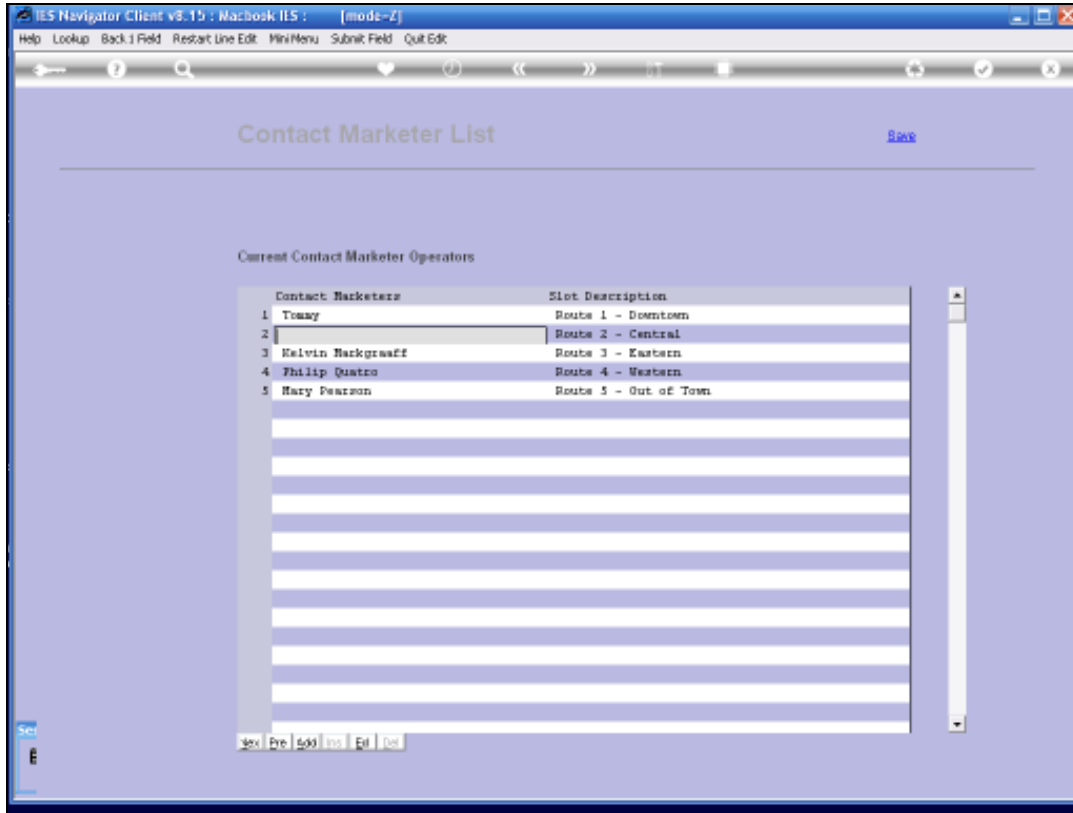 IES Navigator Client v8.1b : Macbook IES : [mode=Z]
Help Lookup Back 1 Field Restart Line Edit MiniMenu Submit Field Quit Edit
Contact Marketer List Save
Current Contact Marketer Operators
Contact Marketers Slot Description
1 Tommy Route 1 - Downtown
2 Route 2 - Central
3 Kelvin Markgraaff Route 3 - Eastern
4 Philip Quatro Route 4 - Western
5 Mary Pearson Route 5 - Out of Town
Nex Pre Add Ins Del
Ser